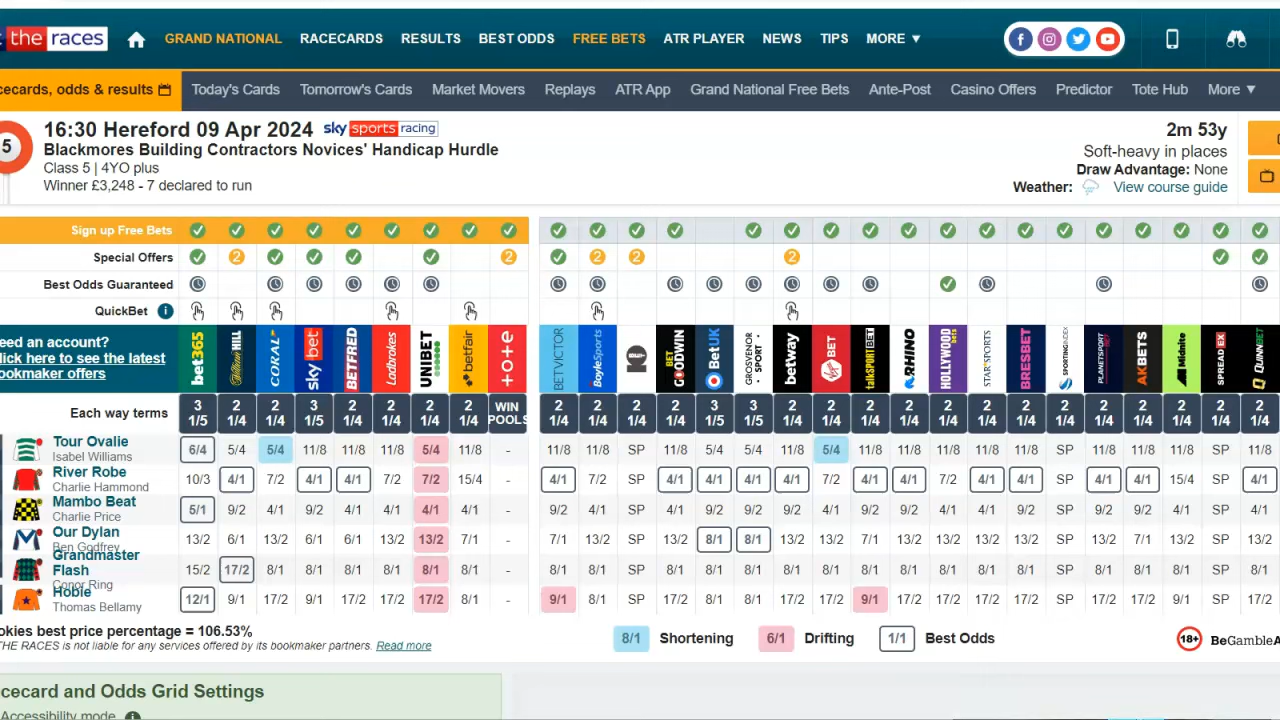 the races
GRAND NATIONAL RACECARDS RESULTS BEST ODDS FREE BETS ATR PLAYER NEWS TIPS MORE ▼
cecards, odds & results Today's Cards Tomorrow's Cards Market Movers Replays ATR App Grand National Free Bets Ante-Post Casino Offers Predictor Tote Hub More ▼
5
16:30 Hereford 09 Apr 2024 sky sports racing
Blackmores Building Contractors Novices' Handicap Hurdle
Class 5 | 4YO plus
Winner £3,248 - 7 declared to run
2m 53y
Soft-heavy in places
Draw Advantage: None
Weather: View course guide
Sign up Free Bets
Special Offers 2 2 2 2 2
Best Odds Guaranteed
QuickBet i
eed an account?
lick here to see the latest
ookmaker offers
bet365 William HILL CORAL sky bet BETFRED Ladbrokes UNIBET betfair tote BETVICTOR BoyleSports BET GOODWIN BetUK GROSVENOR SPORT betway BET talkSPORT BET RHINO HOLLYWOOD bets STARSPORTS BRESBET SPORTINGINDEX PLANETSPORT BET AKBETS Midnite SPREADEX QUINNBET
Each way terms 3 1/5 2 1/4 2 1/4 3 1/5 2 1/4 2 1/4 2 1/4 2 1/4 WIN POOLS 2 1/4 2 1/4 2 1/4 2 1/4 3 1/5 3 1/5 2 1/4 2 1/4 2 1/4 2 1/4 2 1/4 2 1/4 2 1/4 2 1/4 2 1/4 2 1/4 2 1/4 2 1/4 2 1/4
Tour Ovalie 6/4 5/4 5/4 11/8 11/8 11/8 5/4 11/8 - 11/8 11/8 SP 11/8 5/4 5/4 11/8 5/4 11/8 11/8 11/8 11/8 11/8 SP 11/8 11/8 11/8 SP 11/8
Isabel Williams
River Robe 10/3 4/1 7/2 4/1 4/1 7/2 7/2 15/4 - 4/1 7/2 SP 4/1 4/1 4/1 4/1 7/2 4/1 4/1 7/2 4/1 4/1 SP 4/1 4/1 15/4 SP 4/1
Charlie Hammond
Mambo Beat 5/1 9/2 4/1 9/2 4/1 4/1 4/1 4/1 - 9/2 4/1 SP 4/1 9/2 9/2 9/2 4/1 9/2 9/2 4/1 4/1 9/2 SP 9/2 9/2 4/1 SP 4/1
Charlie Price
Our Dylan 13/2 6/1 13/2 6/1 6/1 13/2 13/2 7/1 - 7/1 13/2 SP 13/2 8/1 8/1 13/2 13/2 7/1 13/2 13/2 13/2 13/2 SP 13/2 7/1 13/2 SP 13/2
Ben Godfrey
Grandmaster
Flash 15/2 17/2 8/1 8/1 8/1 8/1 8/1 8/1 - 8/1 8/1 SP 8/1 8/1 8/1 8/1 8/1 8/1 8/1 8/1 8/1 8/1 SP 8/1 8/1 8/1 SP 8/1
Conor Ring
Hobie 12/1 9/1 17/2 9/1 17/2 17/2 17/2 8/1 - 9/1 8/1 SP 17/2 8/1 8/1 17/2 17/2 9/1 17/2 17/2 17/2 17/2 SP 17/2 17/2 9/1 SP 17/2
Thomas Bellamy
ookies best price percentage = 106.53%
THE RACES is not liable for any services offered by its bookmaker partners. Read more
8/1 Shortening 6/1 Drifting 1/1 Best Odds
18+ BeGambleA
cecard and Odds Grid Settings
Accessibility mode i